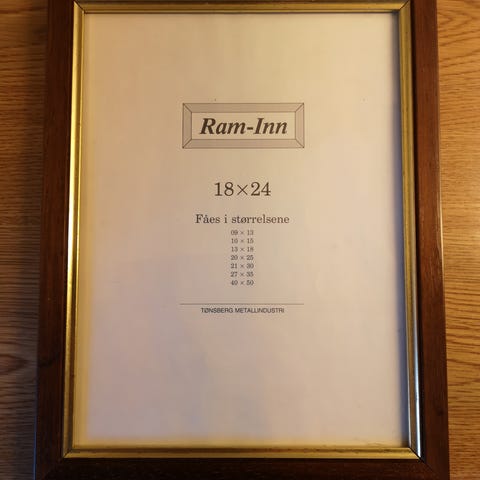 Ram-Inn
18×24
Fåes i størrelsene
09 × 13
10 × 15
13 × 18
20 × 25
21 × 30
27 × 35
40 × 50
TØNSBERG METALLINDUSTRI